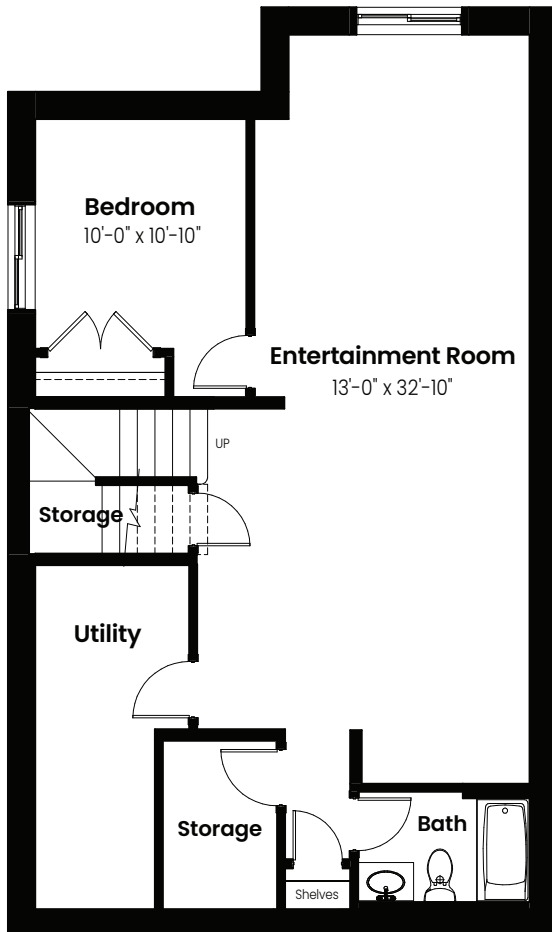 Bedroom
10'-0" x 10'-10"
Entertainment Room
13'-0" x 32'-10"
UP
Storage
Utility
Storage
Bath
Shelves